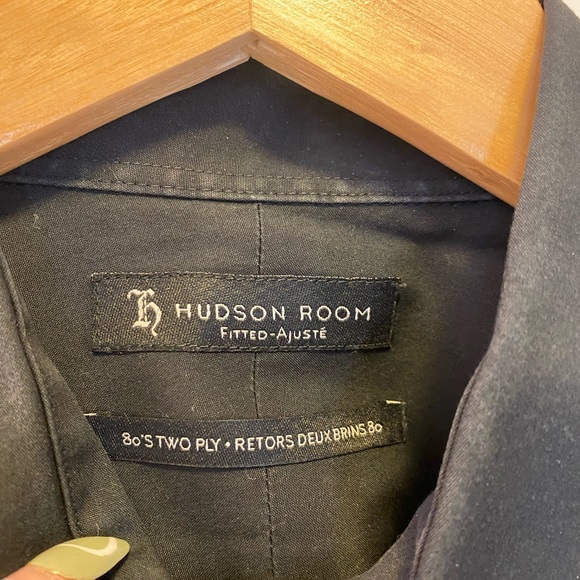 h HUDSON ROOM
FITTED-AJUSTÉ
80'S TWO PLY • RETORS DEUX BRINS 80